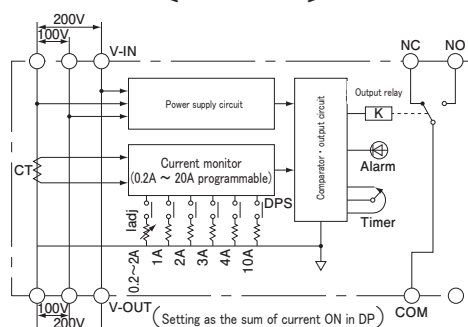 200V
100V
V-IN
NC
NO
Power supply circuit
Output relay
K
Comparator・output circuit
CT
Current monitor
(0.2A ～ 20A programmable)
Alarm
DPS
Timer
Iadj
0.2~2A
1A
2A
3A
4A
10A
V-OUT
COM
100V
200V
(Setting as the sum of current ON in DP)